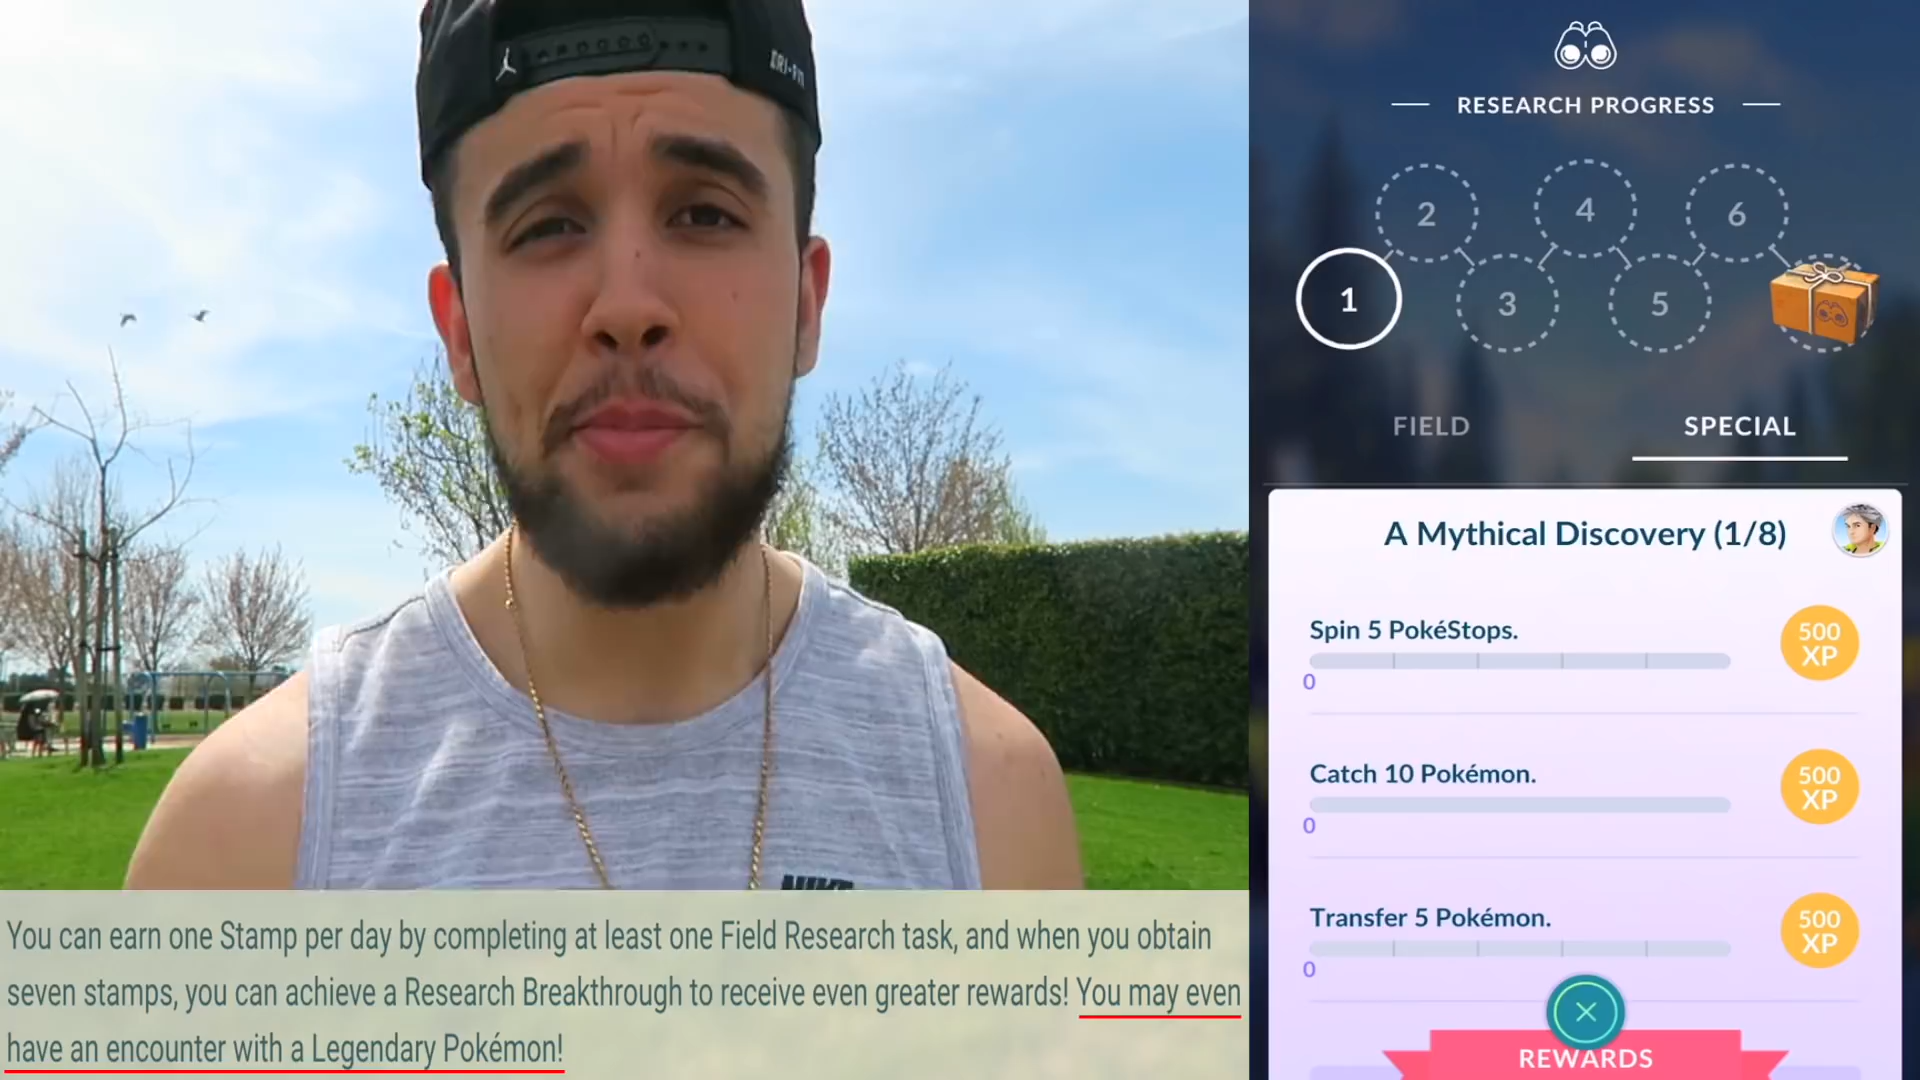 DRI-FIT
NIKE
You can earn one Stamp per day by completing at least one Field Research task, and when you obtain
seven stamps, you can achieve a Research Breakthrough to receive even greater rewards! You may even
have an encounter with a Legendary Pokémon!
RESEARCH PROGRESS
1
2
3
4
5
6
FIELD
SPECIAL
A Mythical Discovery (1/8)
Spin 5 PokéStops.
0
500
XP
Catch 10 Pokémon.
0
500
XP
Transfer 5 Pokémon.
0
500
XP
REWARDS